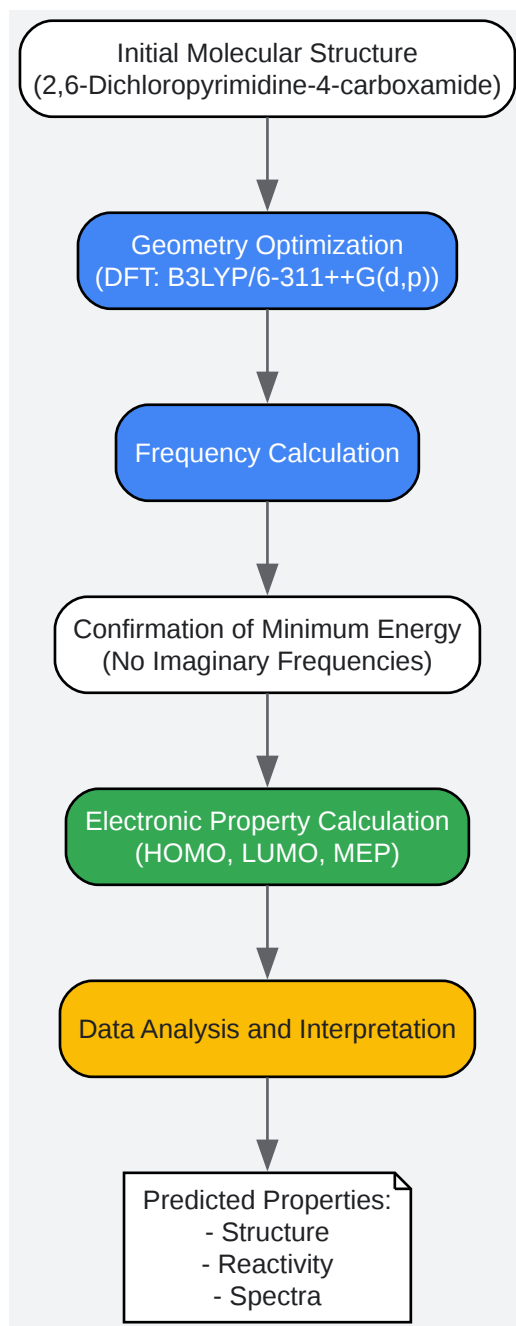 Initial Molecular Structure
(2,6-Dichloropyrimidine-4-carboxamide)
Geometry Optimization
(DFT: B3LYP/6-311++G(d,p))
Frequency Calculation
Confirmation of Minimum Energy
(No Imaginary Frequencies)
Electronic Property Calculation
(HOMO, LUMO, MEP)
Data Analysis and Interpretation
Predicted Properties:
- Structure
- Reactivity
- Spectra